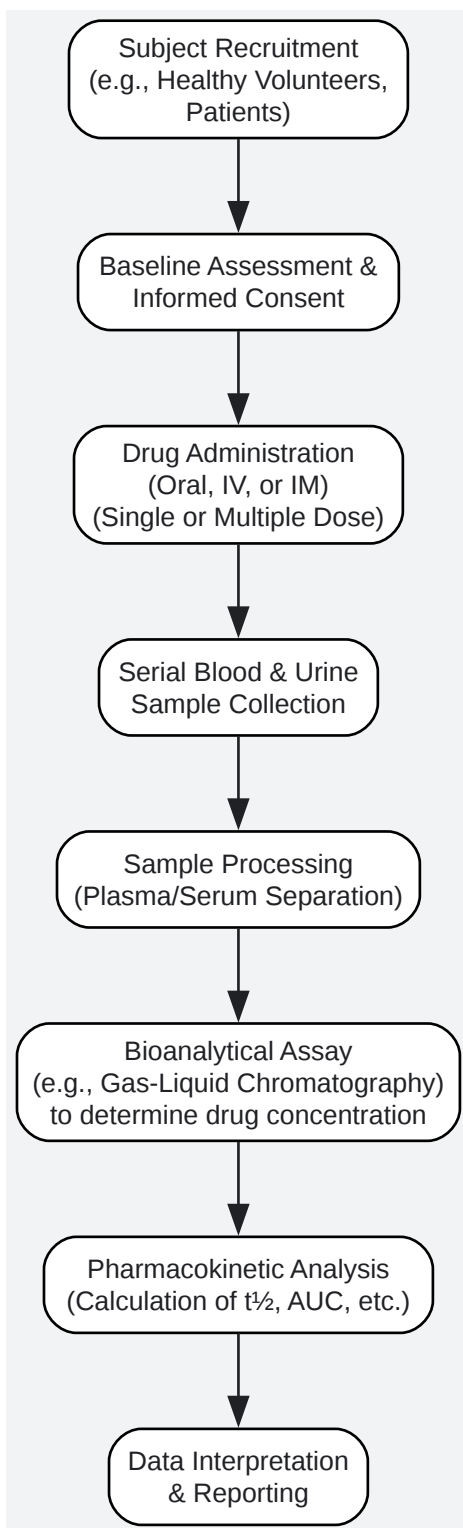 Subject Recruitment
(e.g., Healthy Volunteers,
Patients)
Baseline Assessment &
Informed Consent
Drug Administration
(Oral, IV, or IM)
(Single or Multiple Dose)
Serial Blood & Urine
Sample Collection
Sample Processing
(Plasma/Serum Separation)
Bioanalytical Assay
(e.g., Gas-Liquid Chromatography)
to determine drug concentration
Pharmacokinetic Analysis
(Calculation of t½, AUC, etc.)
Data Interpretation
& Reporting